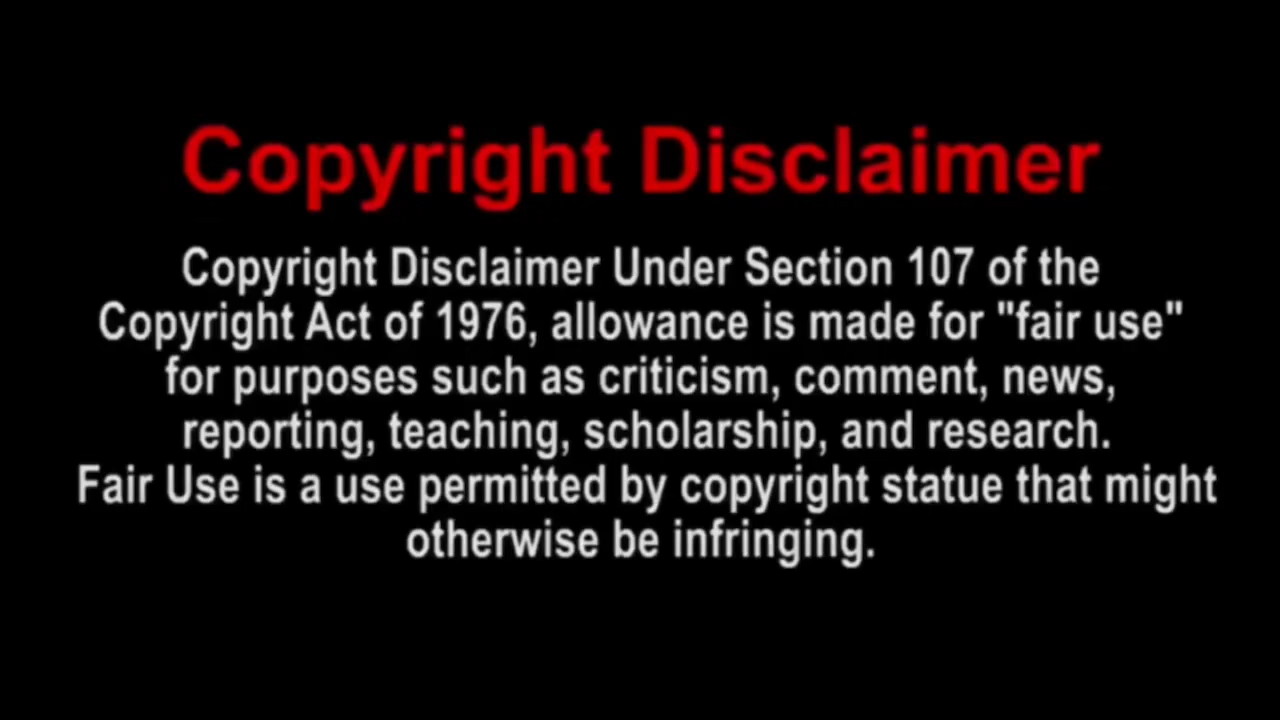 Copyright Disclaimer
Copyright Disclaimer Under Section 107 of the
Copyright Act of 1976, allowance is made for "fair use"
for purposes such as criticism, comment, news,
reporting, teaching, scholarship, and research.
Fair Use is a use permitted by copyright statue that might
otherwise be infringing.